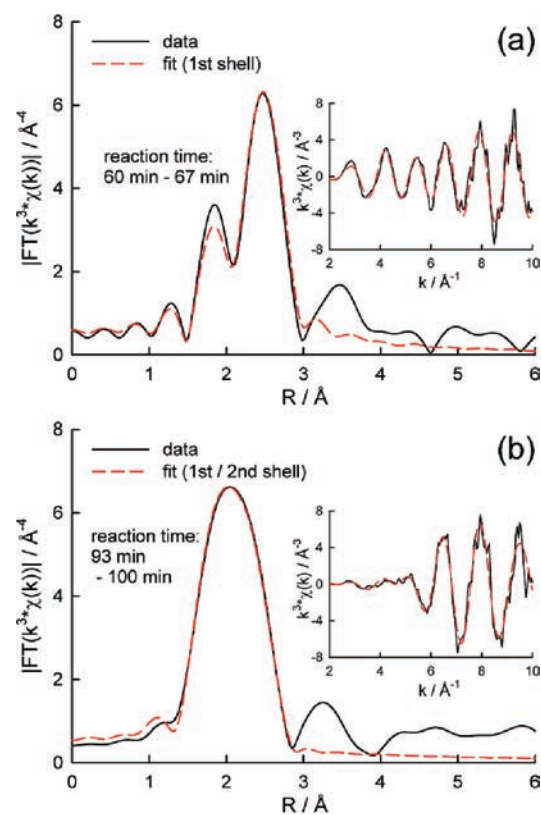 (a)
data
fit (1st shell)
reaction time:
60 min - 67 min
|FT(k³*χ(k))| / Å⁻⁴
8
6
4
2
0
0 1 2 3 4 5 6
R / Å
k³*χ(k) / Å⁻³
8
4
0
-4
-8
2 4 6 8 10
k / Å⁻¹
(b)
data
fit (1st / 2nd shell)
reaction time:
93 min
- 100 min
|FT(k³*χ(k))| / Å⁻⁴
8
6
4
2
0
0 1 2 3 4 5 6
R / Å
k³*χ(k) / Å⁻³
8
4
0
-4
-8
2 3 4 5 6 7 8 9 10
k / Å⁻¹